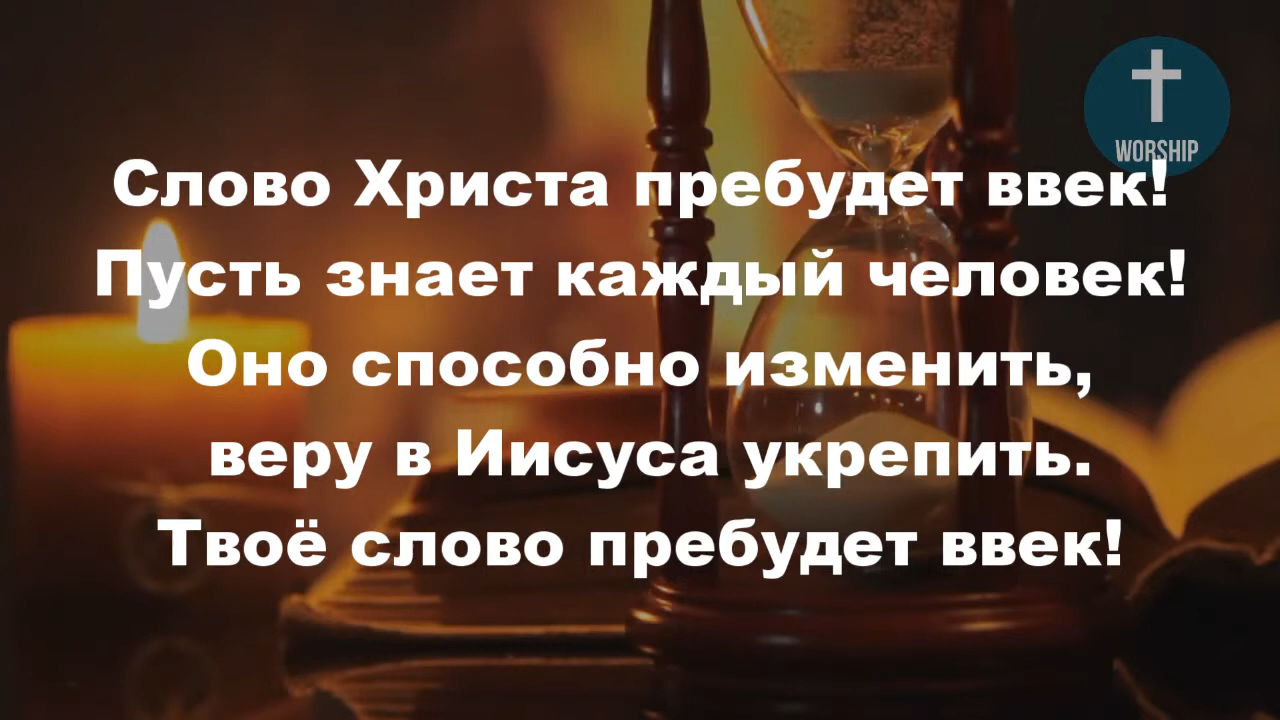 WORSHIP
Слово Христа пребудет ввек!
Пусть знает каждый человек!
Оно способно изменить,
веру в Иисуса укрепить.
Твоё слово пребудет ввек!